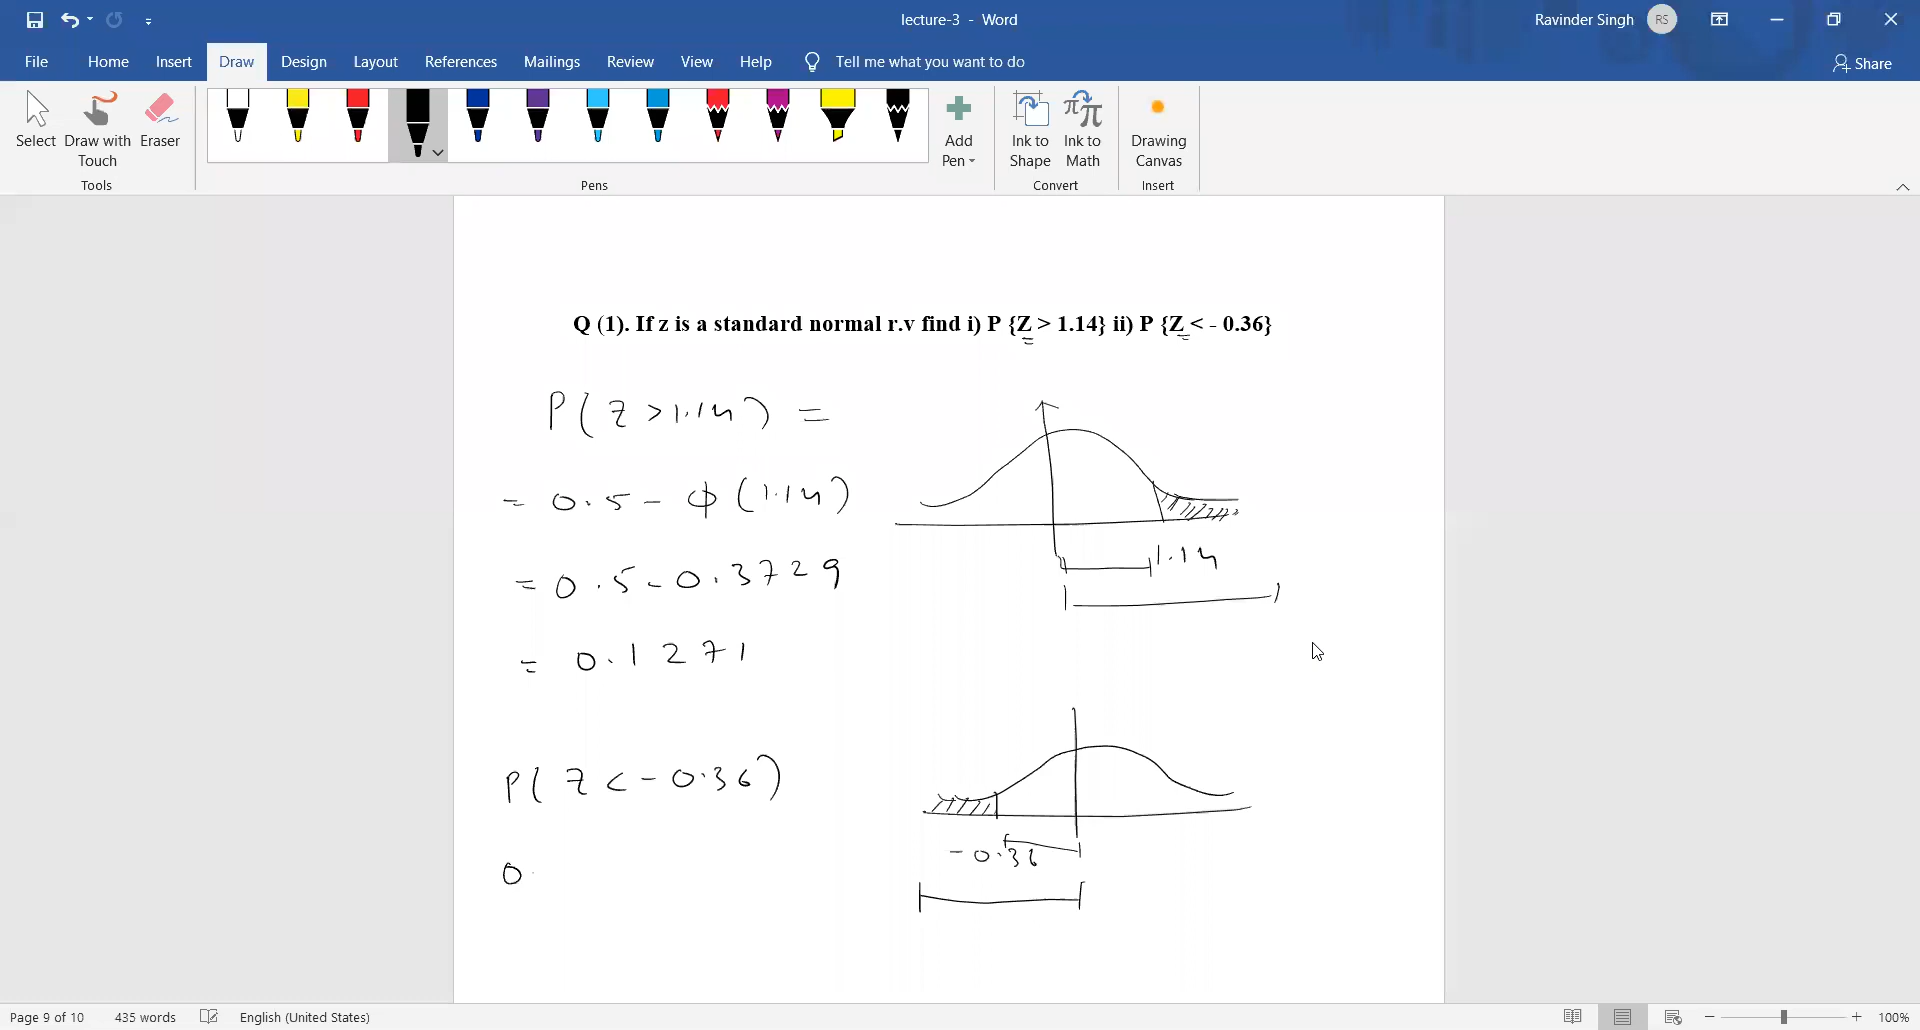 lecture-3 - Word
Ravinder Singh RS
File Home Insert Draw Design Layout References Mailings Review View Help Tell me what you want to do Share
Select Draw with Touch Eraser
Add Pen
Ink to Shape Ink to Math
Drawing Canvas
Tools Pens Convert Insert
Q (1). If z is a standard normal r.v find i) P {Z > 1.14} ii) P {Z < - 0.36}
P(Z>1.14) =
= 0.5 - φ(1.14)
= 0.5 - 0.3729
= 0.1271
1.14
P(Z < -0.36)
-0.36
0.
Page 9 of 10 435 words English (United States) 100%